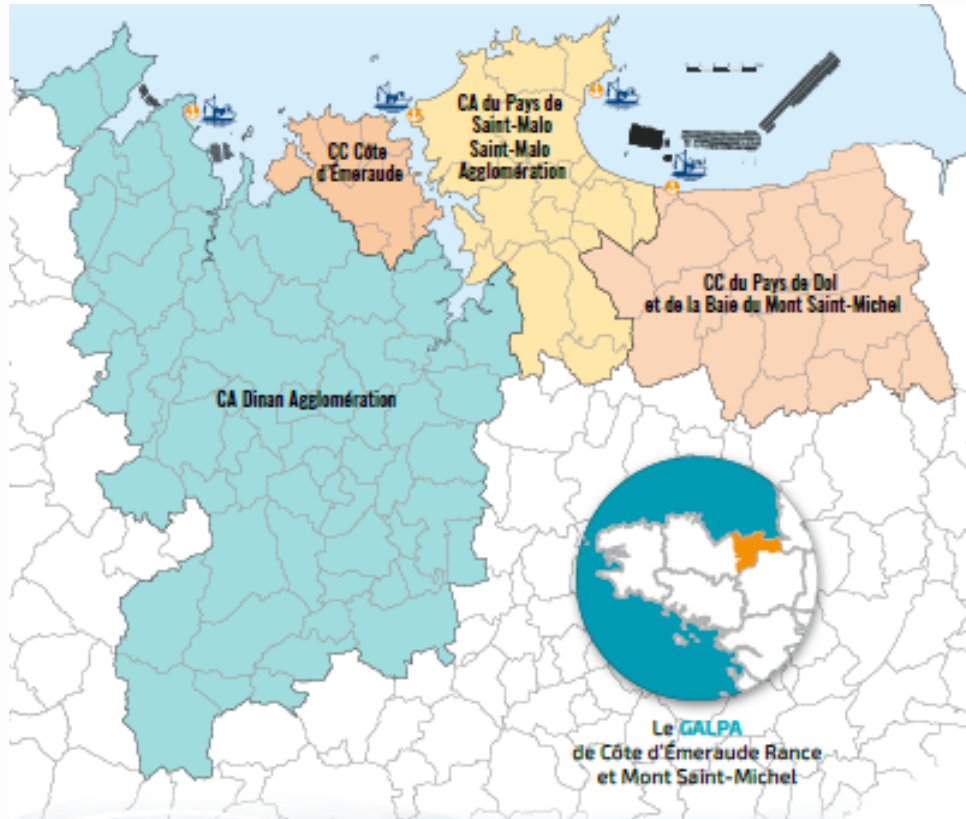 CA du Pays de
Saint-Malo
Saint-Malo
Agglomération
CC Côte
d'Émeraude
CC du Pays de Dol
et de la Baie du Mont Saint-Michel
CA Dinan Agglomération
Le GALPA
de Côte d'Émeraude Rance
et Mont Saint-Michel